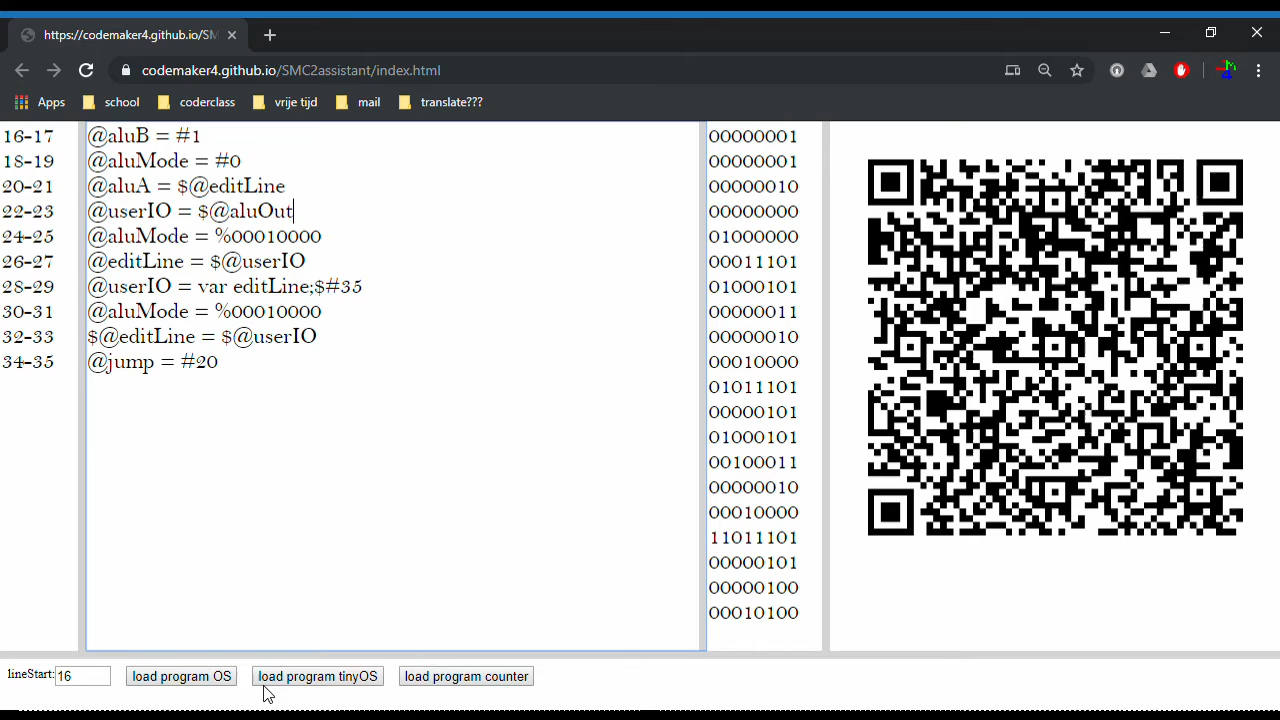 https://codemaker4.github.io/SM
codemaker4.github.io/SMC2assistant/index.html
Apps school coderclass vrije tijd mail translate???
16-17 @aluB = #1 00000001
18-19 @aluMode = #0 00000001
20-21 @aluA = $@editLine 00000010
22-23 @userIO = $@aluOut 00000000
24-25 @aluMode = %00010000 01000000
26-27 @editLine = $@userIO 00011101
28-29 @userIO = var editLine;$#35 01000101
30-31 @aluMode = %00010000 00000011
32-33 $@editLine = $@userIO 00000010
34-35 @jump = #20 00010000
01011101
00000101
01000101
00100011
00000010
00010000
11011101
00000101
00000100
00010100
lineStart: 16 load program OS load program tinyOS load program counter